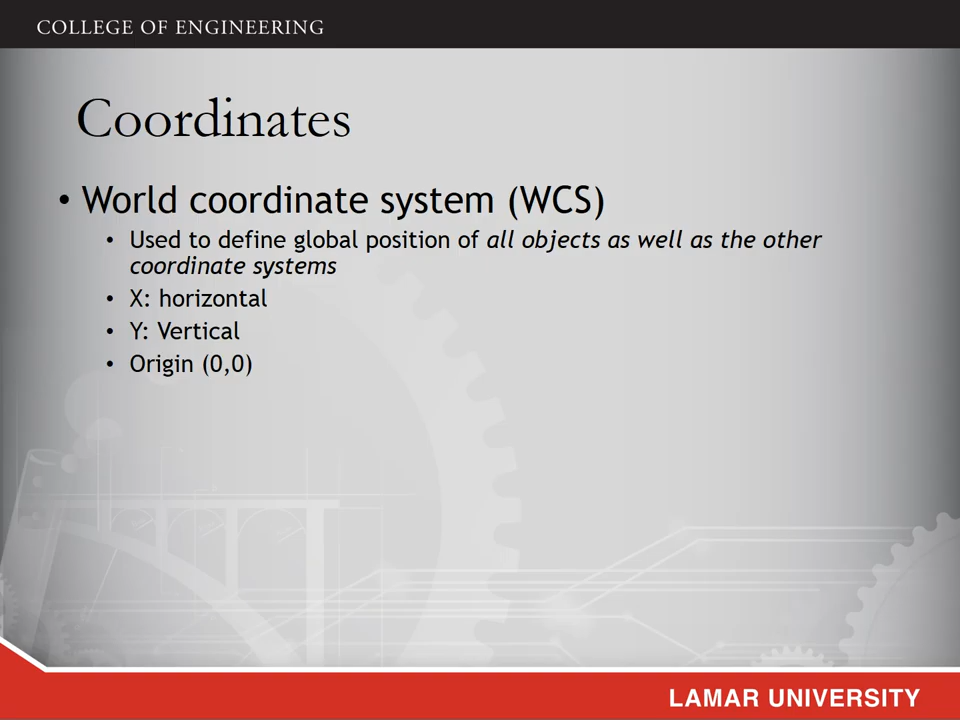 COLLEGE OF ENGINEERING
Coordinates
• World coordinate system (WCS)
• Used to define global position of all objects as well as the other
coordinate systems
• X: horizontal
• Y: Vertical
• Origin (0,0)
LAMAR UNIVERSITY